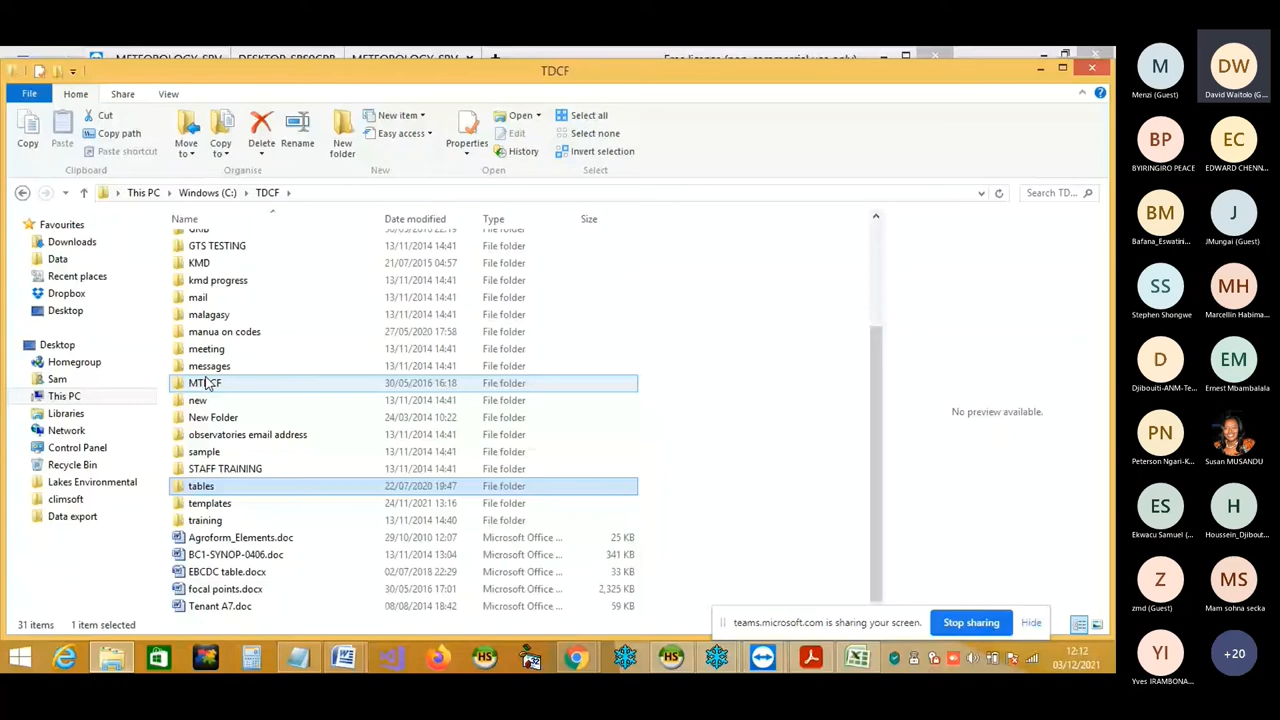 METEOROLOGY-SRV DESKTOP-SBS9GRB METEOROLOGY-SRV Free license (non-commercial use only)
TDCF
File Home Share View
Copy Paste Cut Copy path Paste shortcut Move to Copy to Delete Rename New folder New item Easy access Properties Open Edit History Select all Select none Invert selection
Clipboard Organise New Open Select
This PC Windows (C:) TDCF Search TD...
Name Date modified Type Size
GRIB 30/05/2016 22:19 File folder
GTS TESTING 13/11/2014 14:41 File folder
KMD 21/07/2015 04:57 File folder
kmd progress 13/11/2014 14:41 File folder
mail 13/11/2014 14:41 File folder
malagasy 13/11/2014 14:41 File folder
manua on codes 27/05/2020 17:58 File folder
meeting 13/11/2014 14:41 File folder
messages 13/11/2014 14:41 File folder
MTDCF 30/05/2016 16:18 File folder
new 13/11/2014 14:41 File folder
New Folder 24/03/2014 10:22 File folder
observatories email address 13/11/2014 14:41 File folder
sample 13/11/2014 14:41 File folder
STAFF TRAINING 13/11/2014 14:41 File folder
tables 22/07/2020 19:47 File folder
templates 24/11/2021 13:16 File folder
training 13/11/2014 14:40 File folder
Agroform_Elements.doc 29/10/2010 12:07 Microsoft Office ... 25 KB
BC1-SYNOP-0406.doc 13/11/2014 13:04 Microsoft Office ... 341 KB
EBCDC table.docx 02/07/2018 22:29 Microsoft Office ... 33 KB
focal points.docx 30/05/2016 17:01 Microsoft Office ... 2,325 KB
Tenant A7.doc 08/08/2014 18:42 Microsoft Office ... 59 KB
Favourites
Downloads
Data
Recent places
Dropbox
Desktop
Desktop
Homegroup
Sam
This PC
Libraries
Network
Control Panel
Recycle Bin
Lakes Environmental
climsoft
Data export
No preview available.
31 items 1 item selected
teams.microsoft.com is sharing your screen. Stop sharing Hide
12:12
03/12/2021
M DW
Menzi (Guest) David Waitolo (G...
BP EC
BYIRINGIRO PEACE EDWARD CHENN...
BM J
Bafana_Eswatini... JMungai (Guest)
SS MH
Stephen Shongwe Marcellin Habima...
D EM
Djibouti-ANM-Te... Ernest Mbambalala
PN
Peterson Ngari-K... Susan MUSANDU
ES H
Ekwacu Samuel (... Houssein_Djibout...
Z MS
zmd (Guest) Mam sohna secka
YI +20
Yves IRAMBONA...